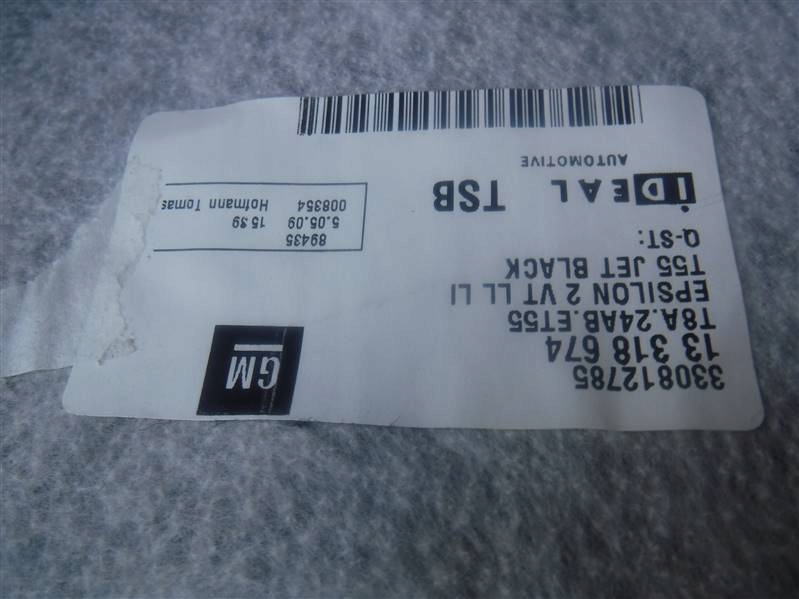 330812785
13 318 674
T8A.24AB.ET55
EPSILON 2 VT LL LI
T55 JET BLACK
Q-ST:
GM
89435
5.05.09 15:39
008354 Hofmann Tomas
iDEAL TSB
AUTOMOTIVE